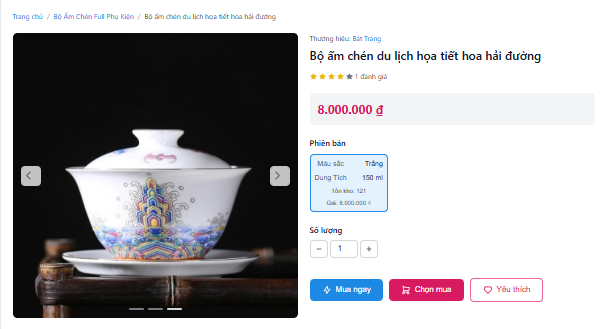 Trang chủ / Bộ Ấm Chén Full Phụ Kiện / Bộ ấm chén du lịch họa tiết hoa hải đường
Thương hiệu: Bát Tràng
Bộ ấm chén du lịch họa tiết hoa hải đường
1 đánh giá
8.000.000 ₫
Phiên bản
Màu sắc Trắng
Dung Tích 150 ml
Tồn kho: 121
Giá: 8.000.000 ₫
Số lượng
− 1 +
Mua ngay
Chọn mua
Yêu thích